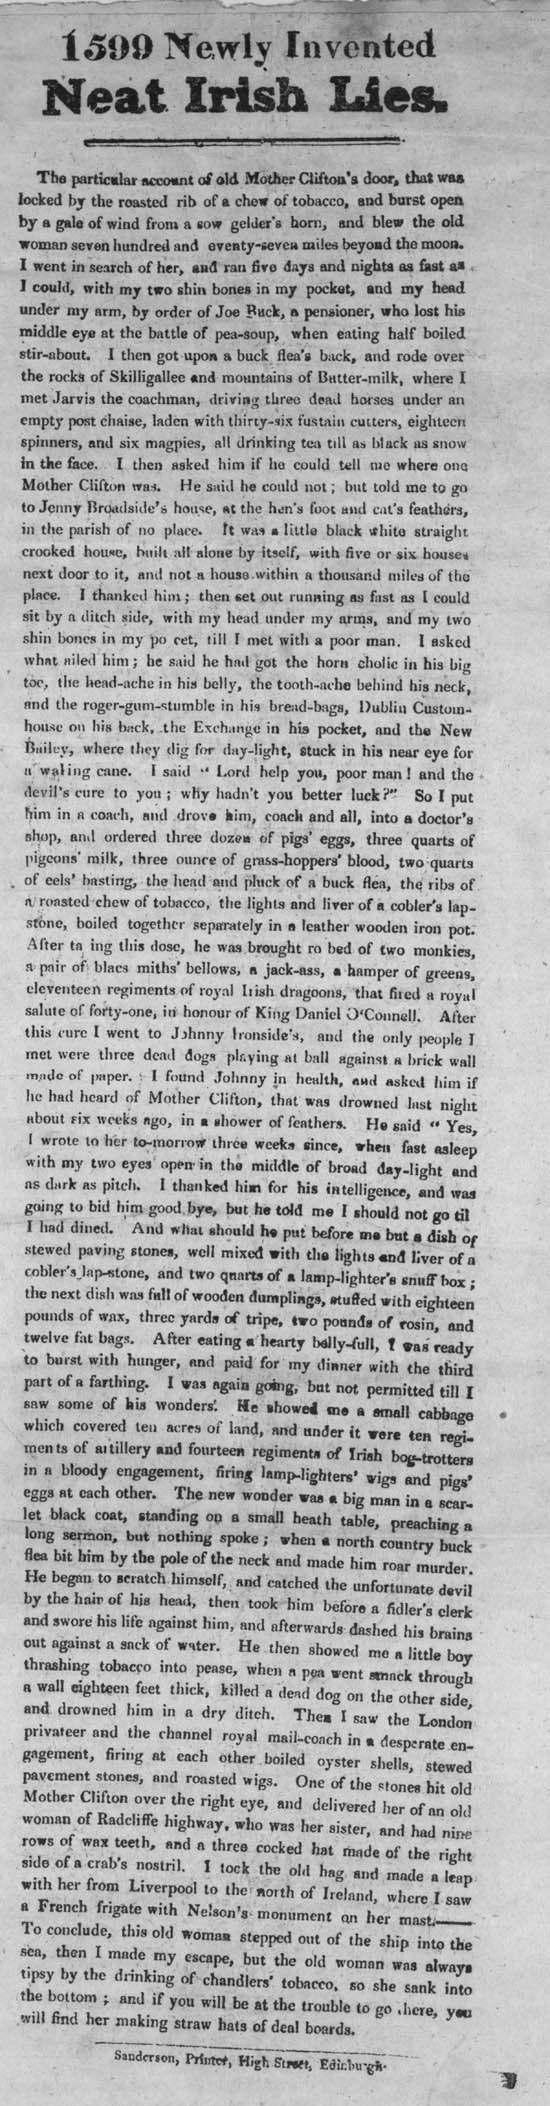 1599 Newly Invented
Neat Irish Lies.
The particular account of old Mother Clifton's door, that was
locked by the roasted rib of a chew of tobacco, and burst open
by a gale of wind from a sow gelder's horn, and blew the old
woman seven hundred and eventy-seven miles beyond the moon.
I went in search of her, and ran five days and nights as fast as
I could, with my two shin bones in my pocket, and my head
under my arm, by order of Joe Buck, a pensioner, who lost his
middle eye at the battle of pea-soup, when eating half boiled
stir-about. I then got upon a buck flea's back, and rode over
the rocks of Skilligallee and mountains of Butter-milk, where I
met Jarvis the coachman, driving three dead horses under an
empty post chaise, laden with thirty-six fustain cutters, eighteen
spinners, and six magpies, all drinking tea till as black as snow
in the face. I then asked him if he could tell me where one
Mother Clifton was. He said he could not; but told me to go
to Jenny Broadside's house, at the hen's foot and cat's feathers,
in the parish of no place. It was a little black white straight
crooked house, built all alone by itself, with five or six houses
next door to it, and not a house within a thousand miles of the
place. I thanked him; then set out running as fast as I could
sit by a ditch side, with my head under my arms, and my two
shin bones in my po cet, till I met with a poor man. I asked
what ailed him; he said he had got the horn cholic in his big
toe, the head-ache in his belly, the tooth-ache behind his neck,
and the roger-gum-stumble in his bread-bags, Dublin Custom-
house on his back, the Exchange in his pocket, and the New
Bailey, where they dig for day-light, stuck in his near eye for
a waling cane. I said “ Lord help you, poor man! and the
devil's cure to you; why hadn't you better luck?” So I put
him in a coach, and drove him, coach and all, into a doctor's
shop, and ordered three dozen of pigs' eggs, three quarts of
pigeons' milk, three ounce of grass-hoppers' blood, two quarts
of eels' basting, the head and pluck of a buck flea, the ribs of
a roasted chew of tobacco, the lights and liver of a cobler's lap-
stone, boiled together separately in a leather wooden iron pot.
After ta ing this dose, he was brought ro bed of two monkies,
a pair of blacs miths' bellows, a jack-ass, a hamper of greens,
eleventeen regiments of royal Irish dragoons, that fired a royal
salute of forty-one, in honour of King Daniel O‘Connell. After
this cure I went to Johnny Ironside's, and the only people I
met were three dead dogs playing at ball against a brick wall
made of paper. I found Johnny in health, and asked him if
he had heard of Mother Clifton, that was drowned last night
about six weeks ago, in a shower of feathers. He said “ Yes,
I wrote to her to-morrow three weeks since, when fast asleep
with my two eyes open in the middle of broad day-light and
as dark as pitch. I thanked him for his intelligence, and was
going to bid him good bye, but he told me I should not go til
I had dined. And what should he put before me but a dish of
stewed paving stones, well mixed with the lights and liver of a
cobler's lap-stone, and two quarts of a lamp-lighter's snuff box;
the next dish was full of wooden dumplings, stuffed with eighteen
pounds of wax, three yards of tripe, two pounds of rosin, and
twelve fat bags. After eating a hearty belly-full, I was ready
to burst with hunger, and paid for my dinner with the third
part of a farthing. I was again going, but not permitted till I
saw some of his wonders. He showed me a small cabbage
which covered ten acres of land, and under it were ten regi-
ments of aitillery and fourteen regiments of Irish bog-trotters
in a bloody engagement, firing lamp-lighters' wigs and pigs'
eggs at each other. The new wonder was a big man in a scar-
let black coat, standing on a small heath table, preaching a
long sermon, but nothing spoke; when a north country buck
flea bit him by the pole of the neck and made him roar murder.
He began to scratch himself, and catched the unfortunate devil
by the hair of his head, then took him before a fidler's clerk
and swore his life against him, and afterwards dashed his brains
out against a sack of water. He then showed me a little boy
thrashing tobacco into pease, when a pea went smack through
a wall eighteen feet thick, killed a dead dog on the other side,
and drowned him in a dry ditch. Then I saw the London
privateer and the channel royal mail-coach in a desperate en-
gagement, firing at each other boiled oyster shells, stewed
pavement stones, and roasted wigs. One of the stones hit old
Mother Clifton over the right eye, and delivered her of an old
woman of Radcliffe highway, who was her sister, and had nine
rows of wax teeth, and a three cocked hat made of the right
side of a crab's nostril. I tock the old hag and made a leap
with her from Liverpool to the north of Ireland, where I saw
a French frigate with Nelson's monument on her mast.——
To conclude, this old woman stepped out of the ship into the
sea, then I made my escape, but the old woman was always
tipsy by the drinking of chandlers' tobacco, so she sank into
the bottom; and if you will be at the trouble to go .here, you
will find her making straw hats of deal boards.
Sanderson, Printer, High Street, Edinburgh.